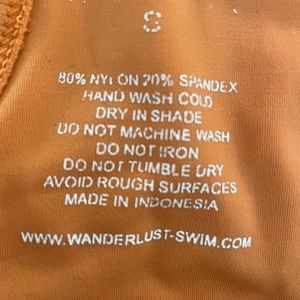 S
80% NYLON 20% SPANDEX
HAND WASH COLD
DRY IN SHADE
DO NOT MACHINE WASH
DO NOT IRON
DO NOT TUMBLE DRY
AVOID ROUGH SURFACES
MADE IN INDONESIA
WWW.WANDERLUST-SWIM.COM